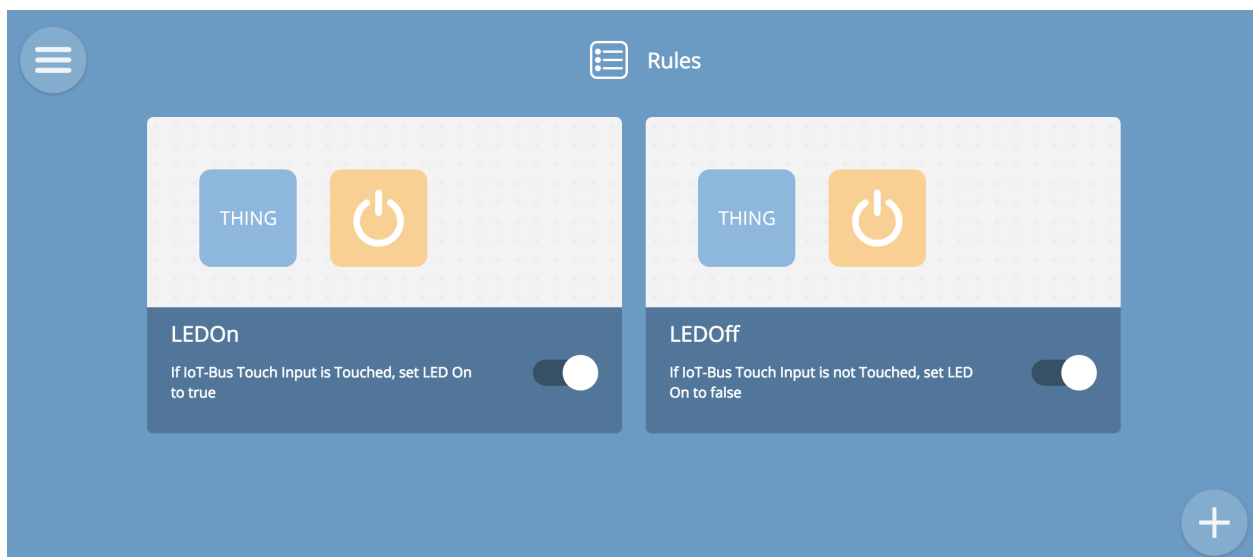 Rules
THING
THING
LEDOn
If IoT-Bus Touch Input is Touched, set LED On
to true
LEDOff
If IoT-Bus Touch Input is not Touched, set LED
On to false